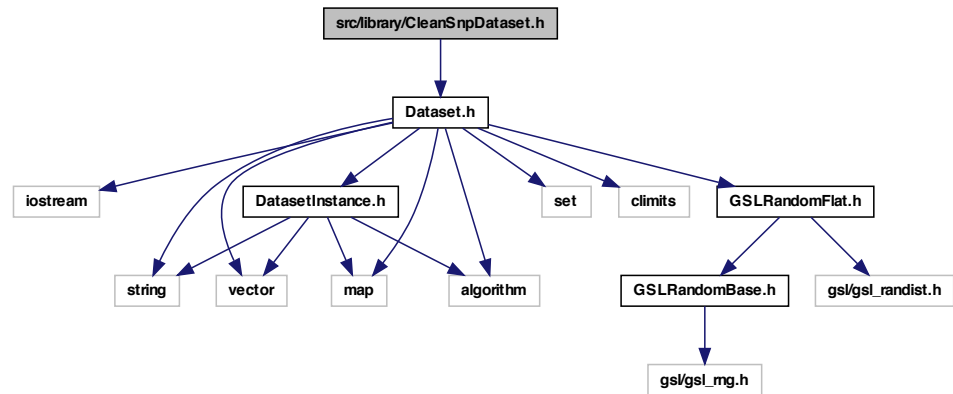 src/library/CleanSnpDataset.h
Dataset.h
iostream
DatasetInstance.h
set
climits
GSLRandomFlat.h
string
vector
map
algorithm
GSLRandomBase.h
gsl/gsl_randist.h
gsl/gsl_rng.h